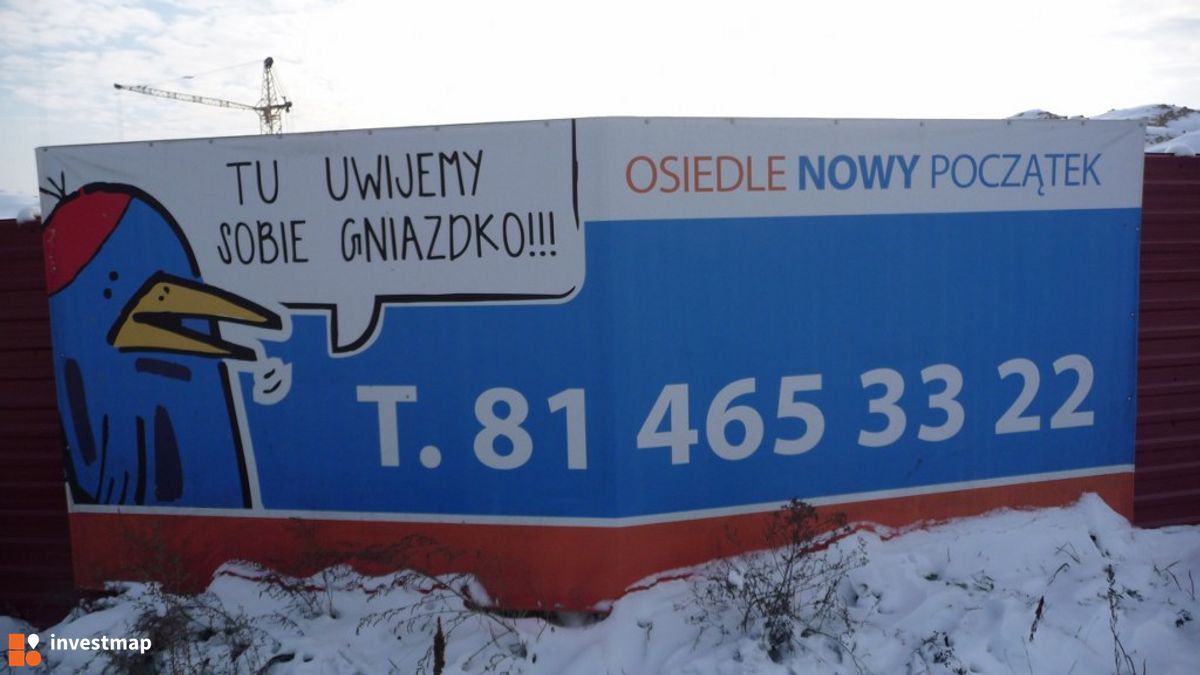 TU UWIJEMY
SOBIE GNIAZDKO!!!
OSIEDLE NOWY POCZĄTEK
T. 81 465 33 22
investmap